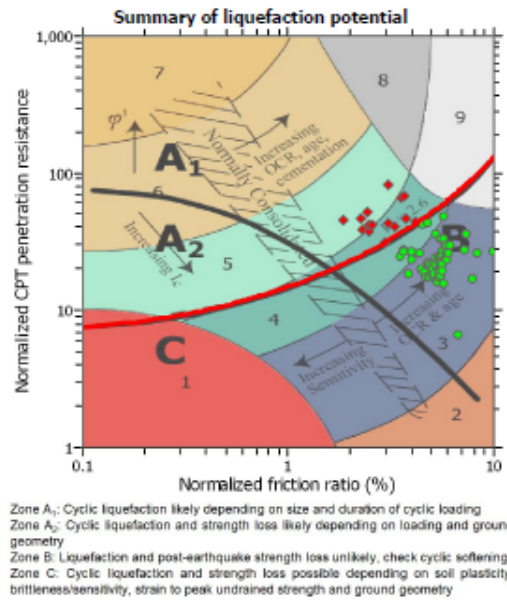 Summary of liquefaction potential
1,000
7
8
9
φ'
Increasing
OCR, age,
cementation
Normally Consolidated
A1
100
6
2.6
A2
B
Increasing Ic
5
10
4
Increasing
OCR & age
C
1
Increasing
Sensitivity
3
2
1
0.1
1
10
Normalized CPT penetration resistance
Normalized friction ratio (%)
Zone A1: Cyclic liquefaction likely depending on size and duration of cyclic loading
Zone A2: Cyclic liquefaction and strength loss likely depending on loading and ground
geometry
Zone B: Liquefaction and post-earthquake strength loss unlikely, check cyclic softening
Zone C: Cyclic liquefaction and strength loss possible depending on soil plasticity
brittleness/sensitivity, strain to peak undrained strength and ground geometry